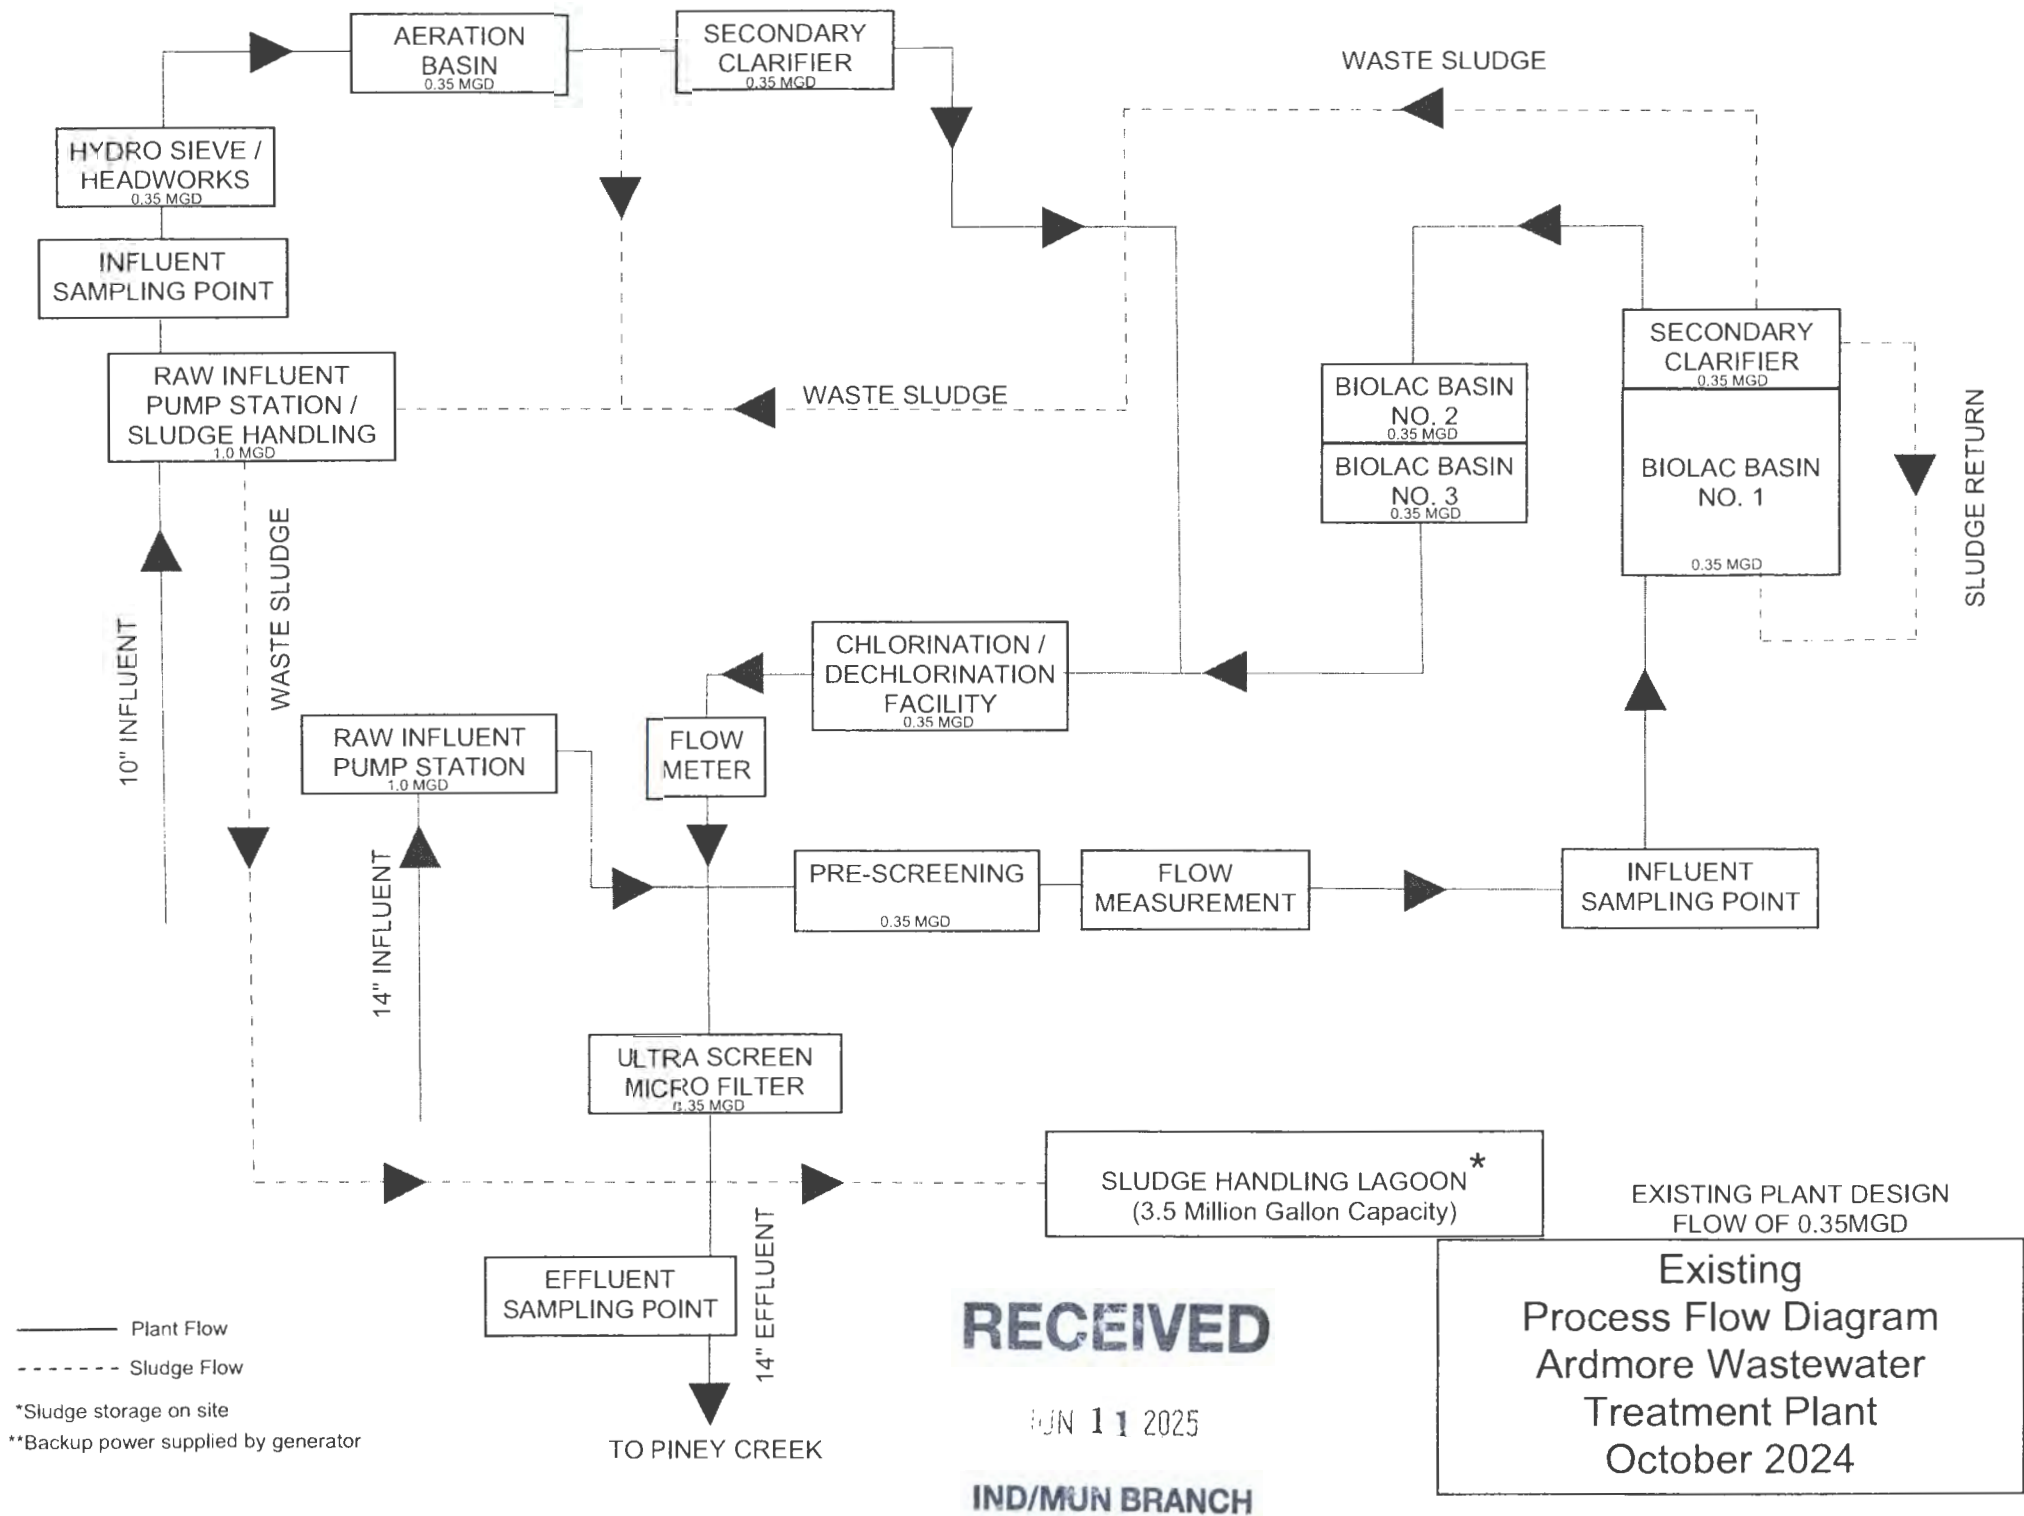 AERATION
BASIN
0.35 MGD
SECONDARY
CLARIFIER
0.35 MGD
WASTE SLUDGE
HYDRO SIEVE /
HEADWORKS
0.35 MGD
INFLUENT
SAMPLING POINT
RAW INFLUENT
PUMP STATION /
SLUDGE HANDLING
1.0 MGD
WASTE SLUDGE
BIOLAC BASIN
NO. 2
0.35 MGD
BIOLAC BASIN
NO. 3
0.35 MGD
SECONDARY
CLARIFIER
0.35 MGD
BIOLAC BASIN
NO. 1
0.35 MGD
SLUDGE RETURN
10" INFLUENT
WASTE SLUDGE
CHLORINATION /
DECHLORINATION
FACILITY
0.35 MGD
RAW INFLUENT
PUMP STATION
1.0 MGD
FLOW
METER
14" INFLUENT
PRE-SCREENING
0.35 MGD
FLOW
MEASUREMENT
INFLUENT
SAMPLING POINT
ULTRA SCREEN
MICRO FILTER
0.35 MGD
SLUDGE HANDLING LAGOON*
(3.5 Million Gallon Capacity)
EXISTING PLANT DESIGN
FLOW OF 0.35MGD
EFFLUENT
SAMPLING POINT
14" EFFLUENT
TO PINEY CREEK
Plant Flow
Sludge Flow
*Sludge storage on site
**Backup power supplied by generator
RECEIVED
JUN 11 2025
IND/MUN BRANCH
Existing
Process Flow Diagram
Ardmore Wastewater
Treatment Plant
October 2024